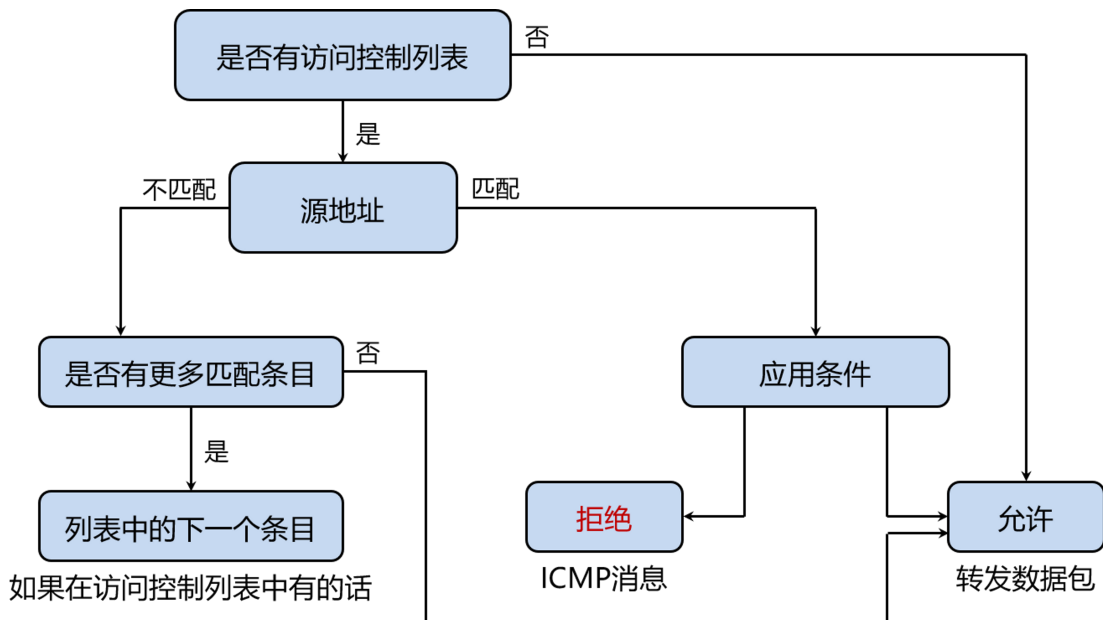 是否有访问控制列表
否
是
不匹配
源地址
匹配
是否有更多匹配条目
否
应用条件
是
列表中的下一个条目
拒绝
允许
如果在访问控制列表中有的话
ICMP消息
转发数据包